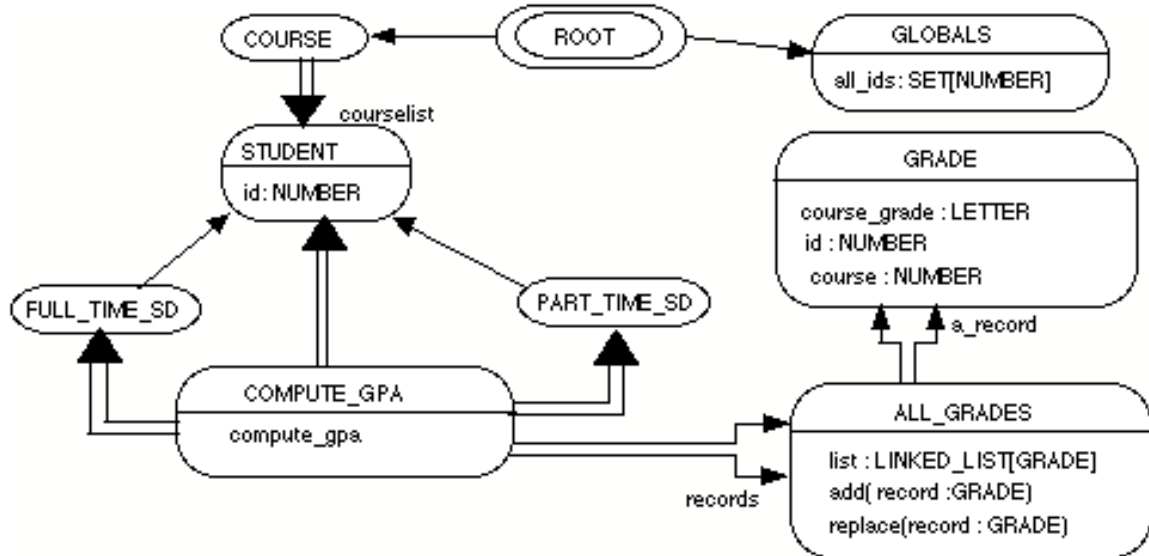 COURSE
ROOT
GLOBALS
all_ids: SET[NUMBER]
courselist
STUDENT
id: NUMBER
GRADE
course_grade : LETTER
id : NUMBER
course : NUMBER
FULL_TIME_SD
PART_TIME_SD
a_record
COMPUTE_GPA
compute_gpa
ALL_GRADES
list : LINKED_LIST[GRADE]
add( record :GRADE)
replace(record : GRADE)
records